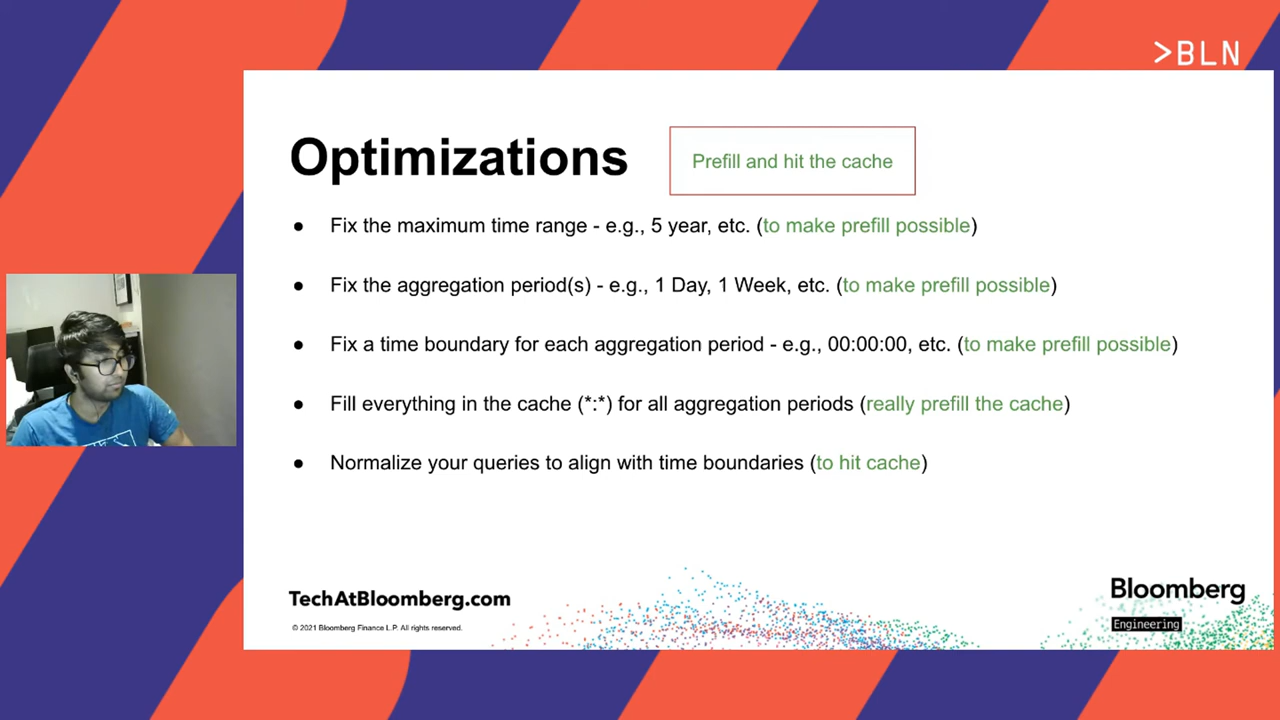 >BLN
Optimizations
Prefill and hit the cache
● Fix the maximum time range - e.g., 5 year, etc. (to make prefill possible)
● Fix the aggregation period(s) - e.g., 1 Day, 1 Week, etc. (to make prefill possible)
● Fix a time boundary for each aggregation period - e.g., 00:00:00, etc. (to make prefill possible)
● Fill everything in the cache (*:*) for all aggregation periods (really prefill the cache)
● Normalize your queries to align with time boundaries (to hit cache)
TechAtBloomberg.com
© 2021 Bloomberg Finance L.P. All rights reserved.
Bloomberg
Engineering